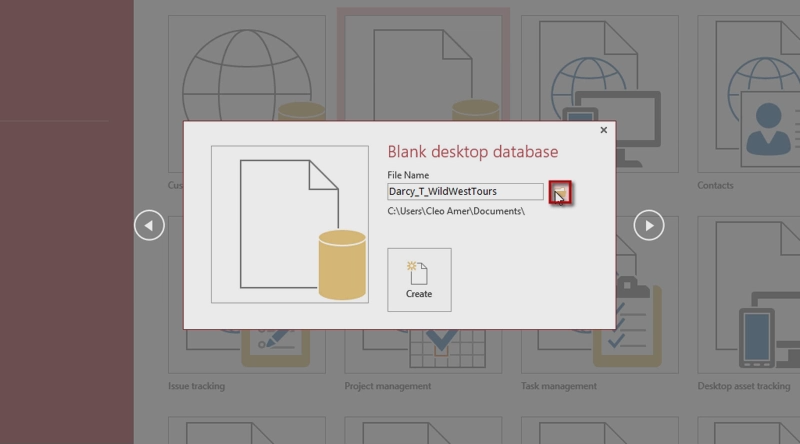 Blank desktop database
File Name
Darcy_T_WildWestTours
C:\Users\Cleo Amer\Documents\
Create
Cus
Contacts
Issue tracking
Project management
Task management
Desktop asset tracking